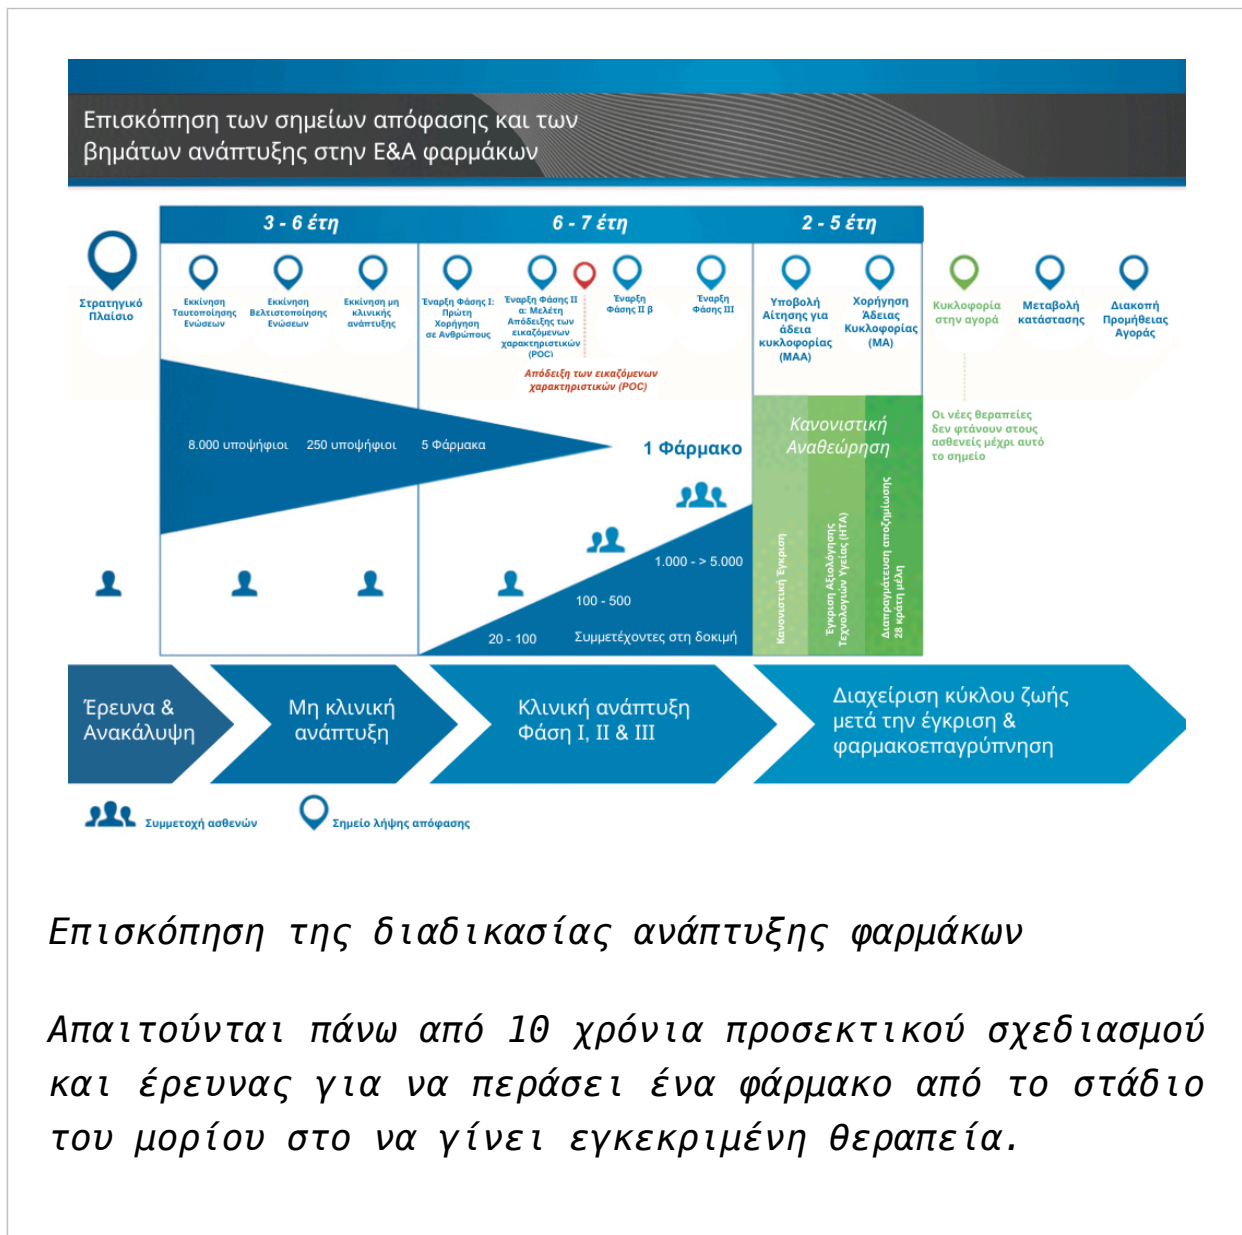 Επισκόπηση των σημείων απόφασης και των
βημάτων ανάπτυξης στην Ε&Α φαρμάκων
3 - 6 έτη
6 - 7 έτη
2 - 5 έτη
Στρατηγικό
Πλαίσιο
Εκκίνηση
Ταυτοποίησης
Ενώσεων
Εκκίνηση
Βελτιστοποίησης
Ενώσεων
Εκκίνηση μη
κλινικής
ανάπτυξης
Έναρξη Φάσης Ι:
Πρώτη
Χορήγηση
σε Ανθρώπους
Έναρξη Φάσης ΙΙ
α: Μελέτη
Απόδειξης των
εικαζόμενων
χαρακτηριστικών
(POC)
Έναρξη
Φάσης ΙΙ β
Έναρξη
Φάσης ΙΙΙ
Υποβολή
Αίτησης για
άδεια
κυκλοφορίας
(MAA)
Χορήγηση
Άδειας
Κυκλοφορίας
(MA)
Κυκλοφορία
στην αγορά
Μεταβολή
κατάστασης
Διακοπή
Προμήθειας
Αγοράς
Απόδειξη των εικαζόμενων
χαρακτηριστικών (POC)
8.000 υποψήφιοι
250 υποψήφιοι
5 Φάρμακα
1 Φάρμακο
Κανονιστική
Αναθεώρηση
Οι νέες θεραπείες
δεν φτάνουν στους
ασθενείς μέχρι αυτό
το σημείο
Κανονιστική Έγκριση
Έγκριση Αξιολόγησης
Τεχνολογιών Υγείας (HTA)
Διαπραγμάτευση αποζημίωσης
28 κράτη μέλη
1.000 - > 5.000
100 - 500
20 - 100
Συμμετέχοντες στη δοκιμή
Έρευνα &
Ανακάλυψη
Μη κλινική
ανάπτυξη
Κλινική ανάπτυξη
Φάση Ι, ΙΙ & ΙΙΙ
Διαχείριση κύκλου ζωής
μετά την έγκριση &
φαρμακοεπαγρύπνηση
Συμμετοχή ασθενών
Σημείο λήψης απόφασης
Επισκόπηση της διαδικασίας ανάπτυξης φαρμάκων
Απαιτούνται πάνω από 10 χρόνια προσεκτικού σχεδιασμού
και έρευνας για να περάσει ένα φάρμακο από το στάδιο
του μορίου στο να γίνει εγκεκριμένη θεραπεία.